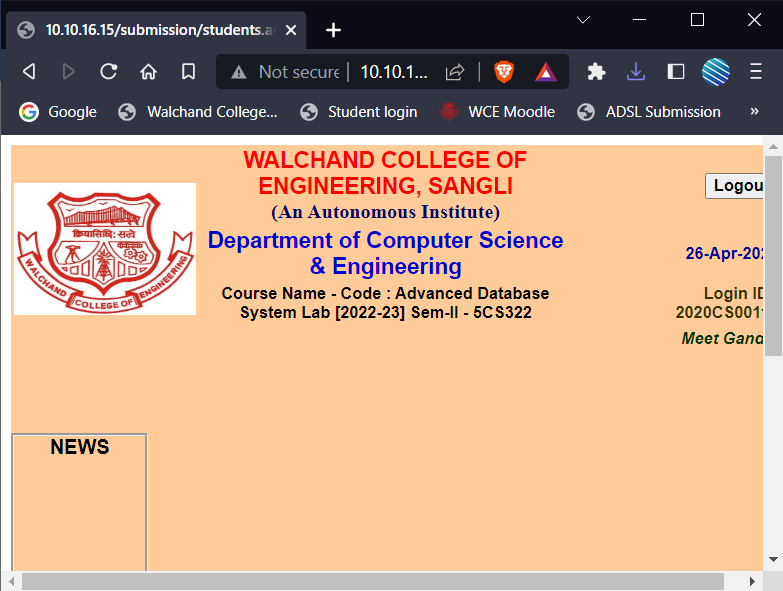 10.10.16.15/submission/students.a
Not secure
10.10.1...
Google
Walchand College...
Student login
WCE Moodle
ADSL Submission
»
WALCHAND COLLEGE OF
ENGINEERING, SANGLI
(An Autonomous Institute)
Department of Computer Science
& Engineering
Course Name - Code : Advanced Database
System Lab [2022-23] Sem-II - 5CS322
Logou
26-Apr-202
Login ID
2020CS001
Meet Gand
क्रियासिद्धि: सत्वे
WALCHAND COLLEGE OF ENGINEERING
NEWS